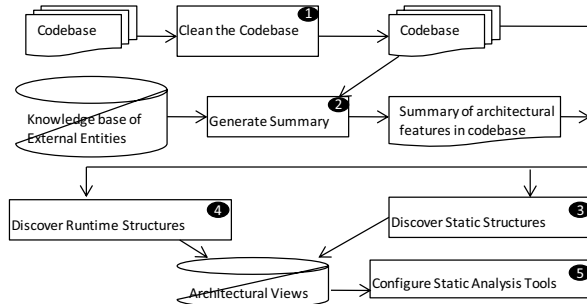 1
Codebase
Clean the Codebase
Codebase
2
Knowledge base of
External Entities
Generate Summary
Summary of architectural
features in codebase
4
3
Discover Runtime Structures
Discover Static Structures
5
Architectural Views
Configure Static Analysis Tools